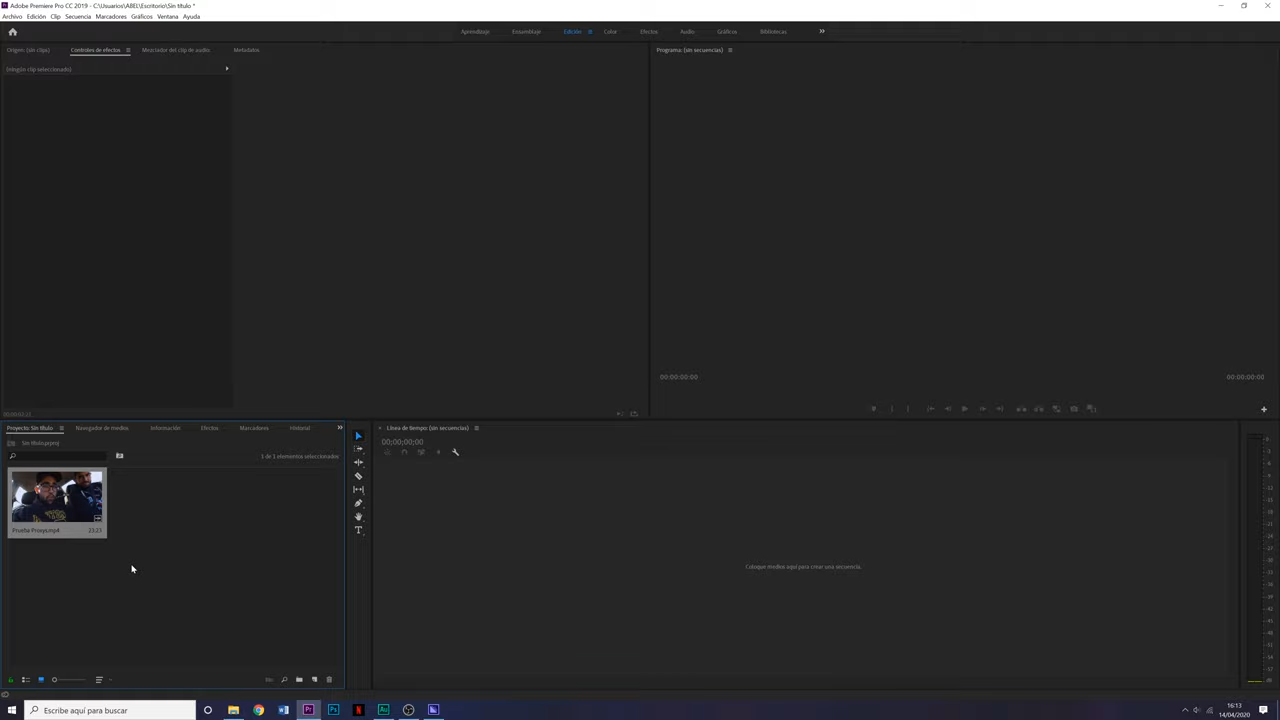 Adobe Premiere Pro CC 2019 - C:\Usuarios\ABEL\Escritorio\Sin título *
Archivo Edición Clip Secuencia Marcadores Gráficos Ventana Ayuda
Aprendizaje Ensamblaje Edición Color Efectos Audio Gráficos Bibliotecas
Origen: (sin clips) Controles de efectos Mezclador del clip de audio: Metadatos
Programa: (sin secuencias)
(ningún clip seleccionado)
00:00:00:00 00:00:00:00
Proyecto: Sin título Navegador de medios Información Efectos Marcadores Historial
Sin título.prproj
1 de 1 elementos seleccionados
Prueba Proxys.mp4 23:23
Línea de tiempo: (sin secuencias)
00;00;00;00
Coloque medios aquí para crear una secuencia.
Escribe aquí para buscar
16:13
14/04/2020